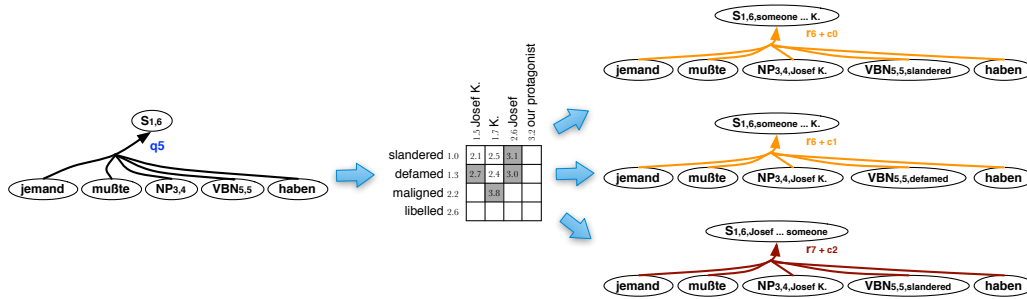 S1,6
q5
jemand mußte NP3,4 VBN5,5 haben
1.5 Josef K.
1.7 K.
2.6 Josef
3.2 our protagonist
slandered 1.0 2.1 2.5 3.1
defamed 1.3 2.7 2.4 3.0
maligned 2.2 3.8
libelled 2.6
S1,6,someone ... K.
r6 + c0
jemand mußte NP3,4,Josef K. VBN5,5,slandered haben
S1,6,someone ... K.
r6 + c1
jemand mußte NP3,4,Josef K. VBN5,5,defamed haben
S1,6,Josef ... someone
r7 + c2
jemand mußte NP3,4,Josef K. VBN5,5,slandered haben